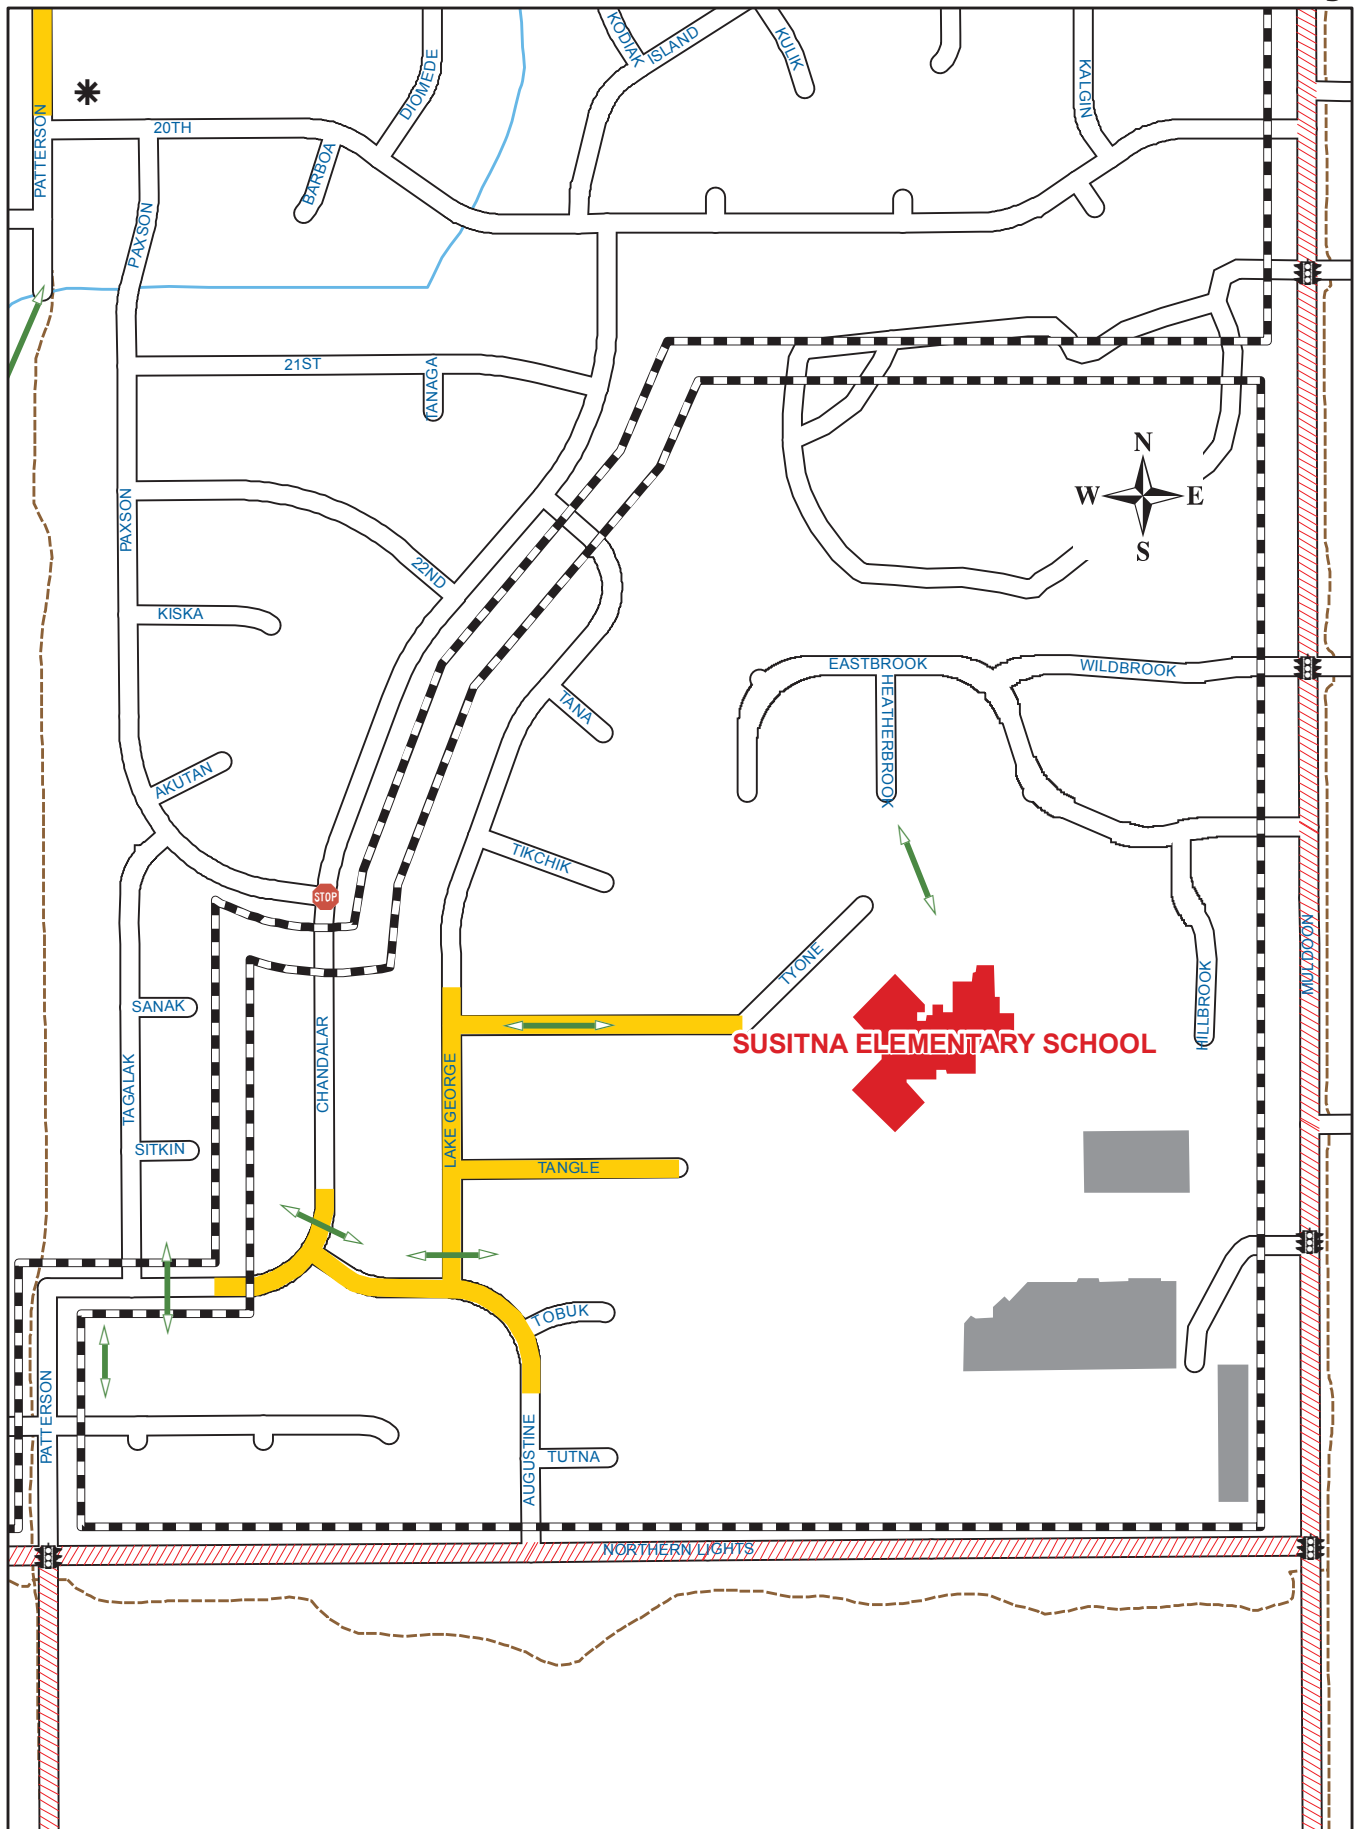 KODIAK
ISLAND
KULIK
DIOMEDE
KALGIN
PATTERSON
20TH
BARBOA
PAXSON
21ST
TANAGA
N
W
E
S
PAXSON
22ND
KISKA
EASTBROOK
WILDBROOK
HEATHERBROOK
TANA
AKUTAN
TIKCHIK
STOP
MULDOON
TYONE
HILLBROOK
SANAK
CHANDALAR
SUSITNA ELEMENTARY SCHOOL
TAGALAK
LAKE GEORGE
SITKIN
TANGLE
TOBUK
PATTERSON
AUGUSTINE
TUTNA
NORTHERN LIGHTS